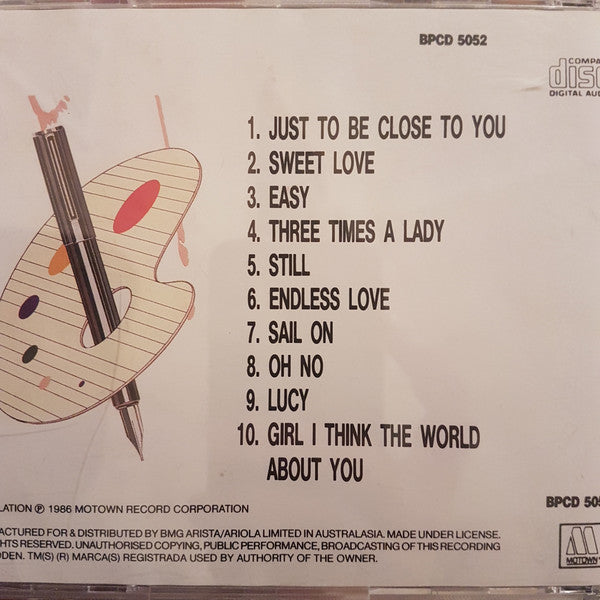 BPCD 5052
COMPA
disc
DIGITAL AUD
1. JUST TO BE CLOSE TO YOU
2. SWEET LOVE
3. EASY
4. THREE TIMES A LADY
5. STILL
6. ENDLESS LOVE
7. SAIL ON
8. OH NO
9. LUCY
10. GIRL I THINK THE WORLD
ABOUT YOU
LATION ℗ 1986 MOTOWN RECORD CORPORATION
BPCD 505
FACTURED FOR & DISTRIBUTED BY BMG ARISTA/ARIOLA LIMITED IN AUSTRALASIA. MADE UNDER LICENSE.
HTS RESERVED. UNAUTHORISED COPYING, PUBLIC PERFORMANCE, BROADCASTING OF THIS RECORDING
DDEN. TM(S) (R) MARCA(S) REGISTRADA USED BY AUTHORITY OF THE OWNER.
M
MOTOWN